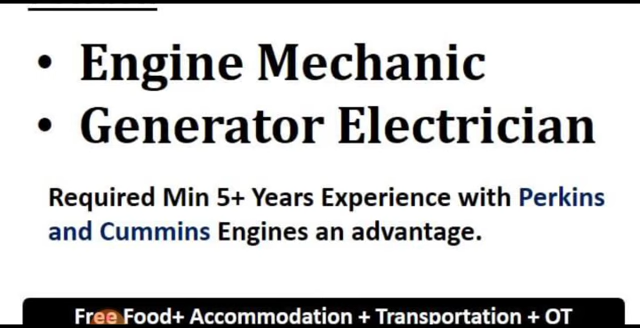 • Engine Mechanic
• Generator Electrician
Required Min 5+ Years Experience with Perkins
and Cummins Engines an advantage.
Free Food+ Accommodation + Transportation + OT